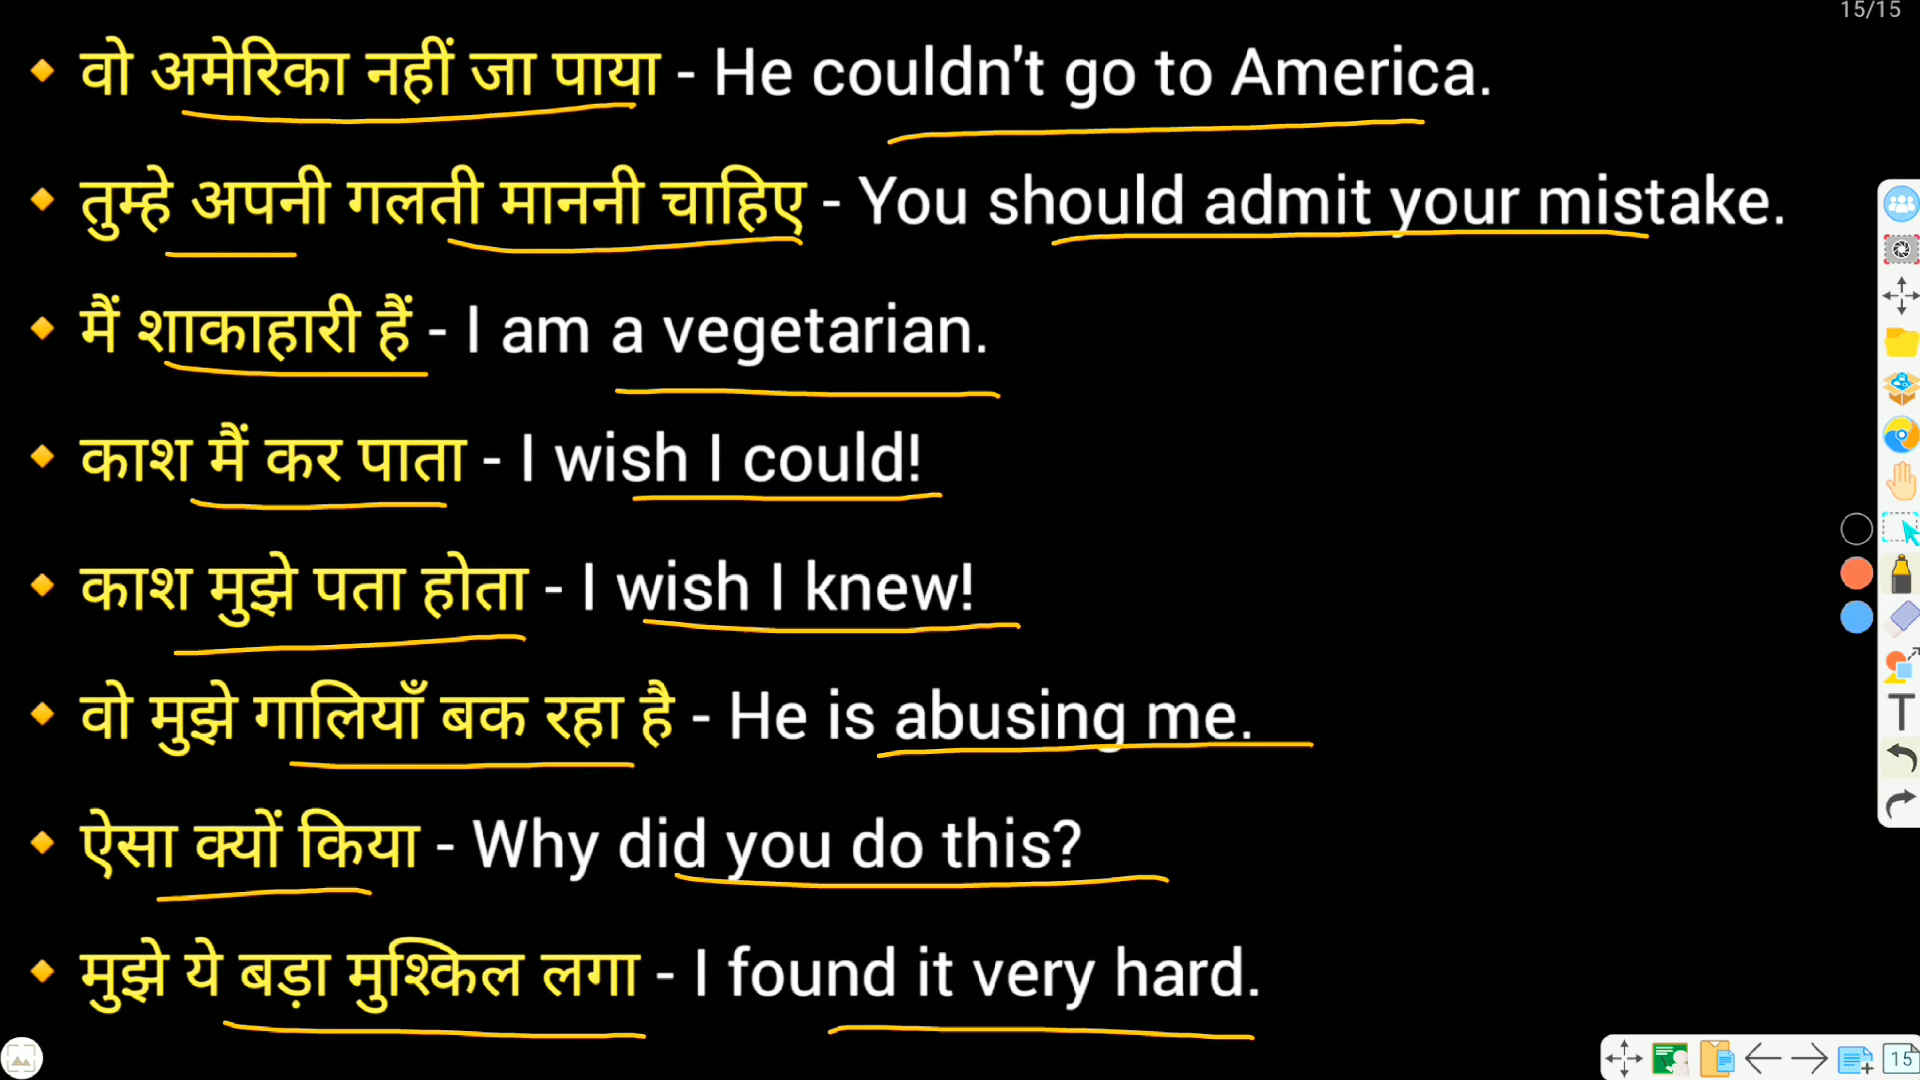 15/15
🔸 वो अमेरिका नहीं जा पाया - He couldn't go to America.
🔸 तुम्हे अपनी गलती माननी चाहिए - You should admit your mistake.
🔸 मैं शाकाहारी हैं - I am a vegetarian.
🔸 काश मैं कर पाता - I wish I could!
🔸 काश मुझे पता होता - I wish I knew!
🔸 वो मुझे गालियाँ बक रहा है - He is abusing me.
🔸 ऐसा क्यों किया - Why did you do this?
🔸 मुझे ये बड़ा मुश्किल लगा - I found it very hard.
T
15